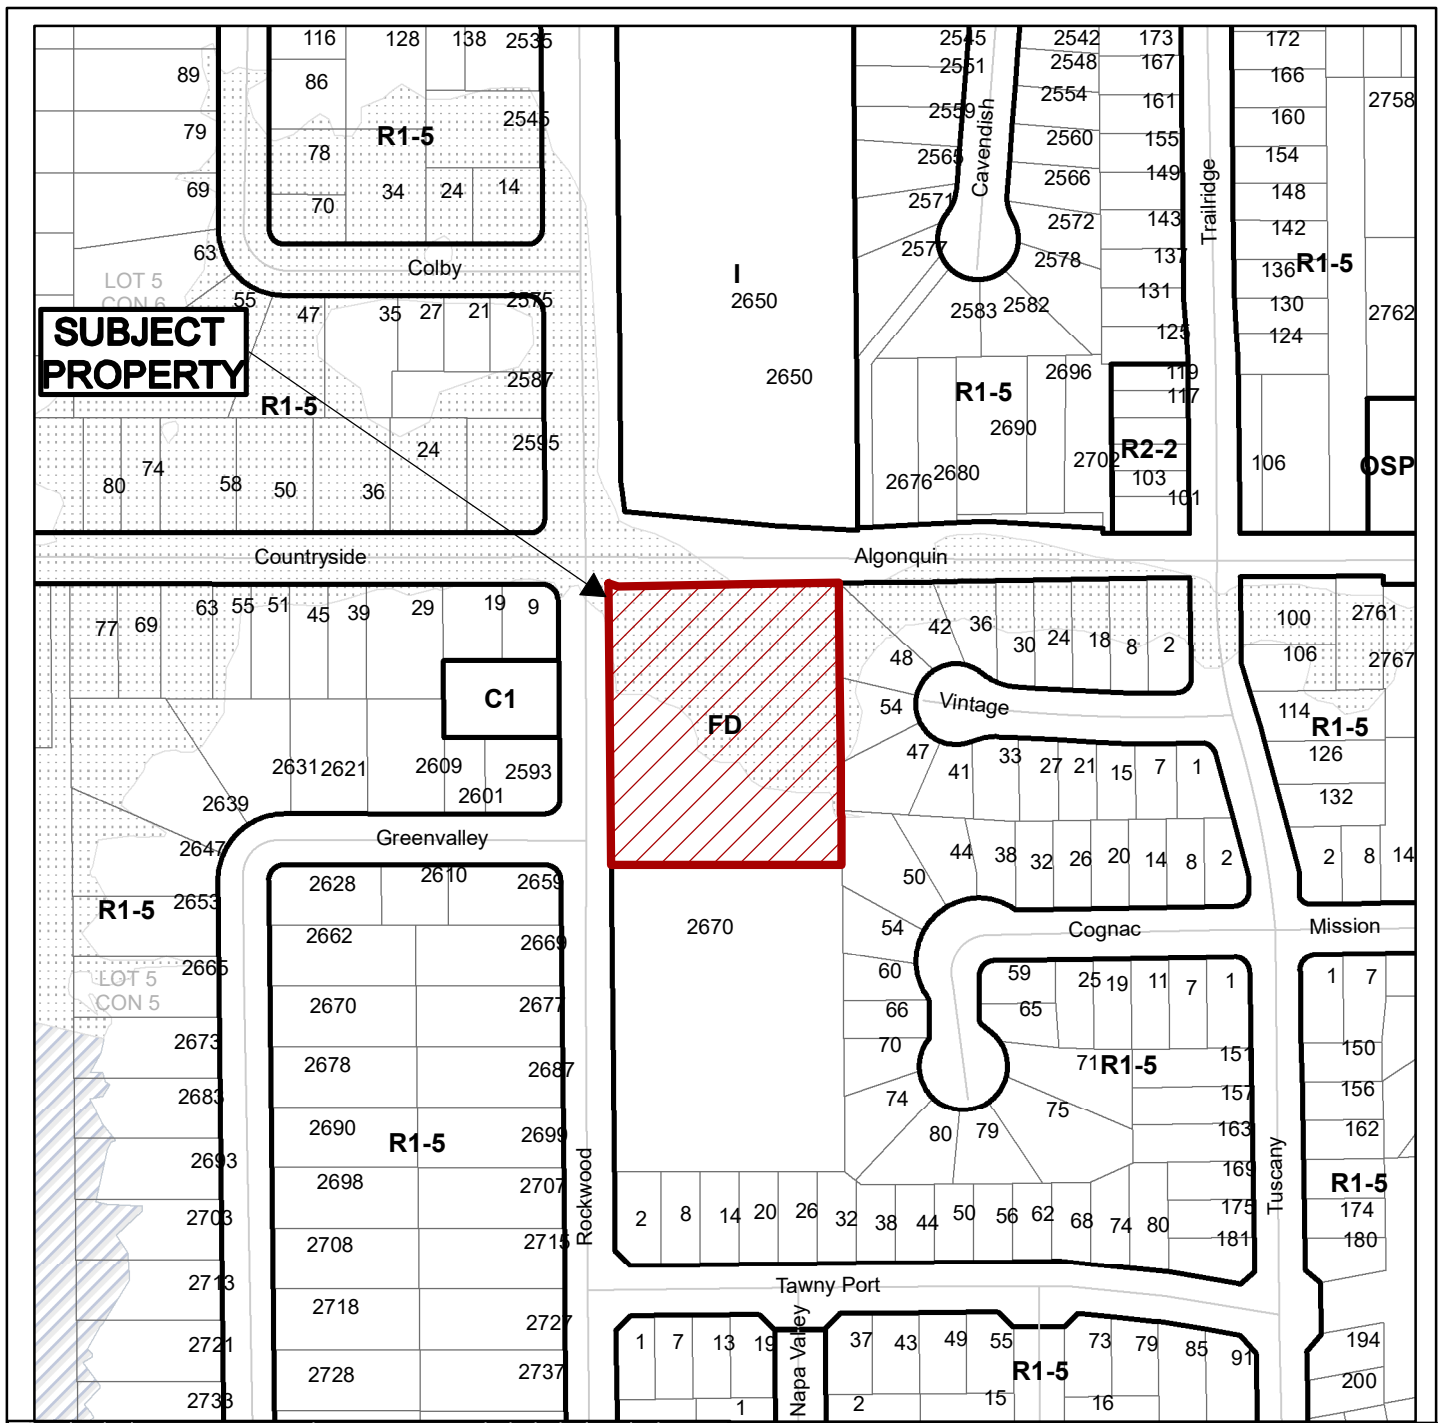 116 128 138 2535
2545 2542 173 172
89 86 2551 2548 167 166
2554 161 2758
79 R1-5 2545 2559 2560 155 160
78 2565 149 154
69 70 34 24 14 Cavendish 2566 Trailridge 148
2571 2572 143 142
63 Colby 2577 2578 137 136 R1-5
LOT 5
CON 6
I
2650
55 47 35 27 21 2575 2583 2582 131 130 2762
125 124
SUBJECT
PROPERTY
2650
2587 2696 119
R1-5 R1-5 117
2690
24 2595 R2-2
80 74 58 50 36 2676 2680 2702 103 106 OSP
101
Countryside Algonquin
77 69 63 55 51 45 39 29 19 9
42 36 30 24 18 8 2 100 2761
48 106 2767
C1 54 Vintage 114 R1-5
FD
47 41 33 27 21 15 7 1 126
2631 2621 2609 2593
2639 2601 132
2647 Greenvalley
44 38 32 26 20 14 8 2 2 8 14
50
2628 2610 2659
R1-5 2653
2662 2669 2670 54 Cognac Mission
LOT 5
CON 5
2665 60 59 25 19 11 7 1 1 7
2670 2677 66 65
2673 70 71 R1-5 151 150
2678 2687
2683 74 75 157 156
2690 R1-5 2699 80 79 163 162
2693 169
2698 2707 Rockwood Tuscany R1-5
2703 2 8 14 20 26 32 38 44 50 56 62 68 74 80 175 174
2708 2715 181 180
2713 Tawny Port
2718 2727
2721 1 7 13 19 Napa Valley 37 43 49 55 73 79 85 91 194
2728 2737 R1-5 200
2733 1 2 15 16